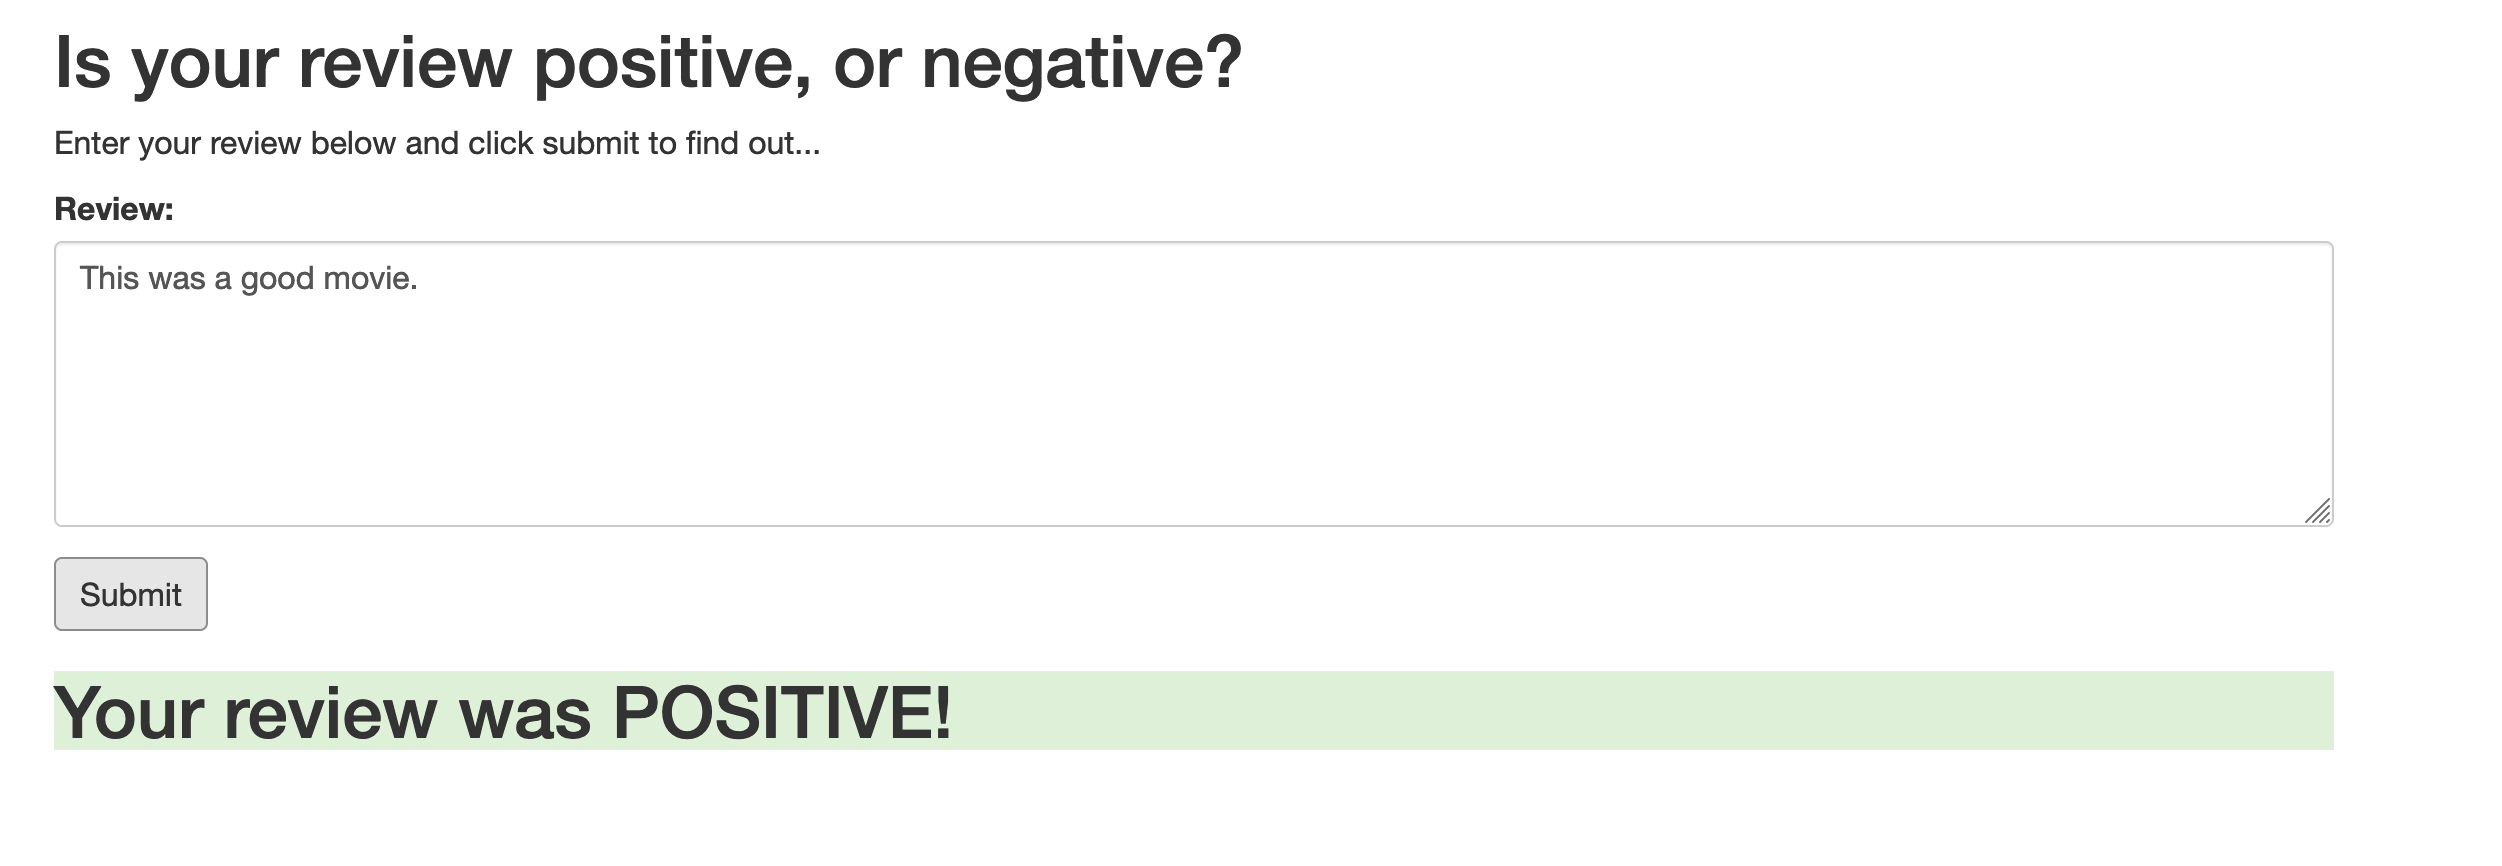 Is your review positive, or negative?
Enter your review below and click submit to find out...
Review:
This was a good movie.
Submit
Your review was POSITIVE!